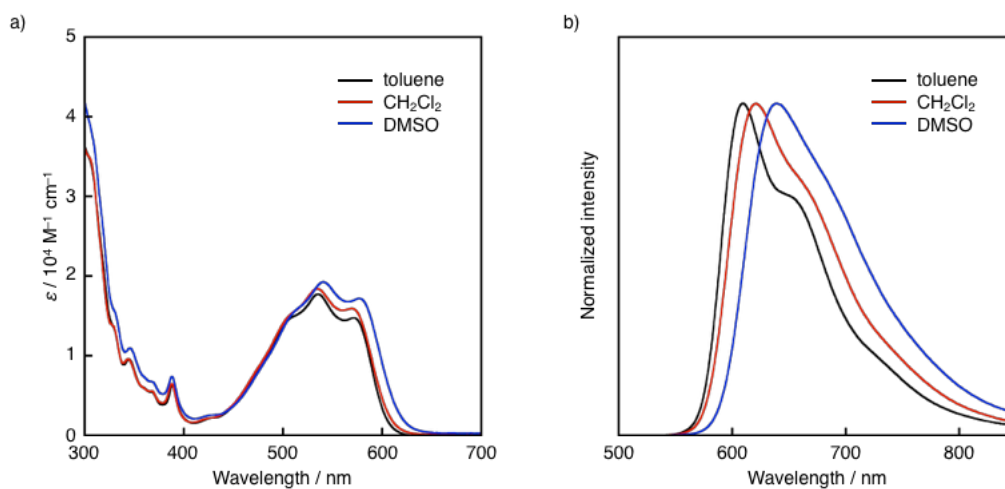 a)
ε / 10⁴ M⁻¹ cm⁻¹
5
4
3
2
1
0
300
400
500
600
700
Wavelength / nm
toluene
CH₂Cl₂
DMSO
b)
Normalized intensity
500
600
700
800
Wavelength / nm
toluene
CH₂Cl₂
DMSO